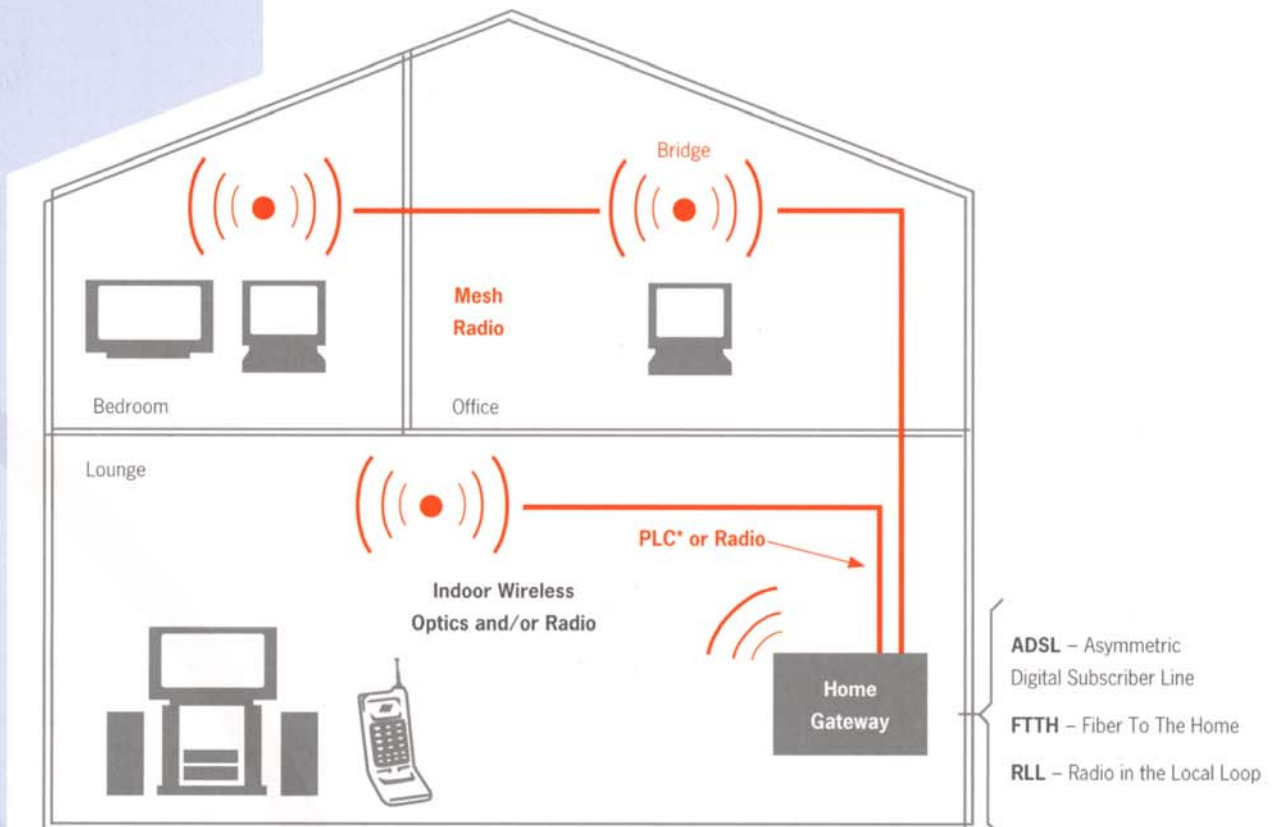 Bridge
Mesh
Radio
Bedroom
Office
Lounge
PLC* or Radio
Indoor Wireless
Optics and/or Radio
Home
Gateway
ADSL – Asymmetric
Digital Subscriber Line
FTTH – Fiber To The Home
RLL – Radio in the Local Loop